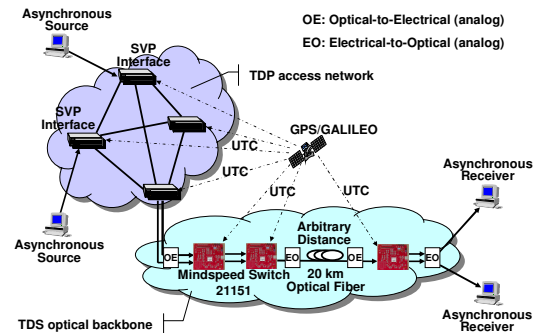 Asynchronous
Source
OE: Optical-to-Electrical (analog)
EO: Electrical-to-Optical (analog)
SVP
Interface
TDP access network
SVP
Interface
GPS/GALILEO
UTC
UTC
UTC
UTC
Asynchronous
Receiver
Asynchronous
Source
Arbitrary
Distance
OE
EO
OE
EO
Mindspeed Switch
21151
20 km
Optical Fiber
TDS optical backbone
Asynchronous
Receiver